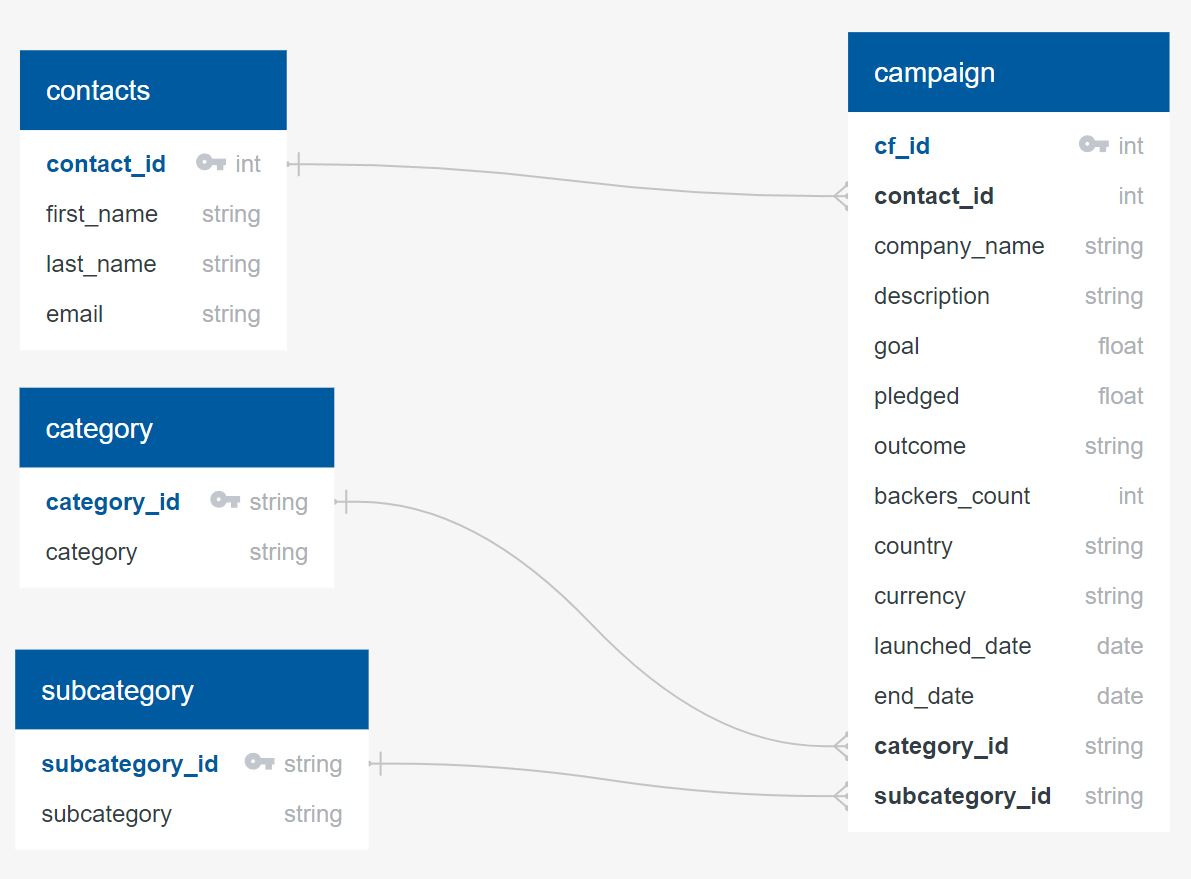 contacts
contact_id int
first_name string
last_name string
email string
category
category_id string
category string
subcategory
subcategory_id string
subcategory string
campaign
cf_id int
contact_id int
company_name string
description string
goal float
pledged float
outcome string
backers_count int
country string
currency string
launched_date date
end_date date
category_id string
subcategory_id string